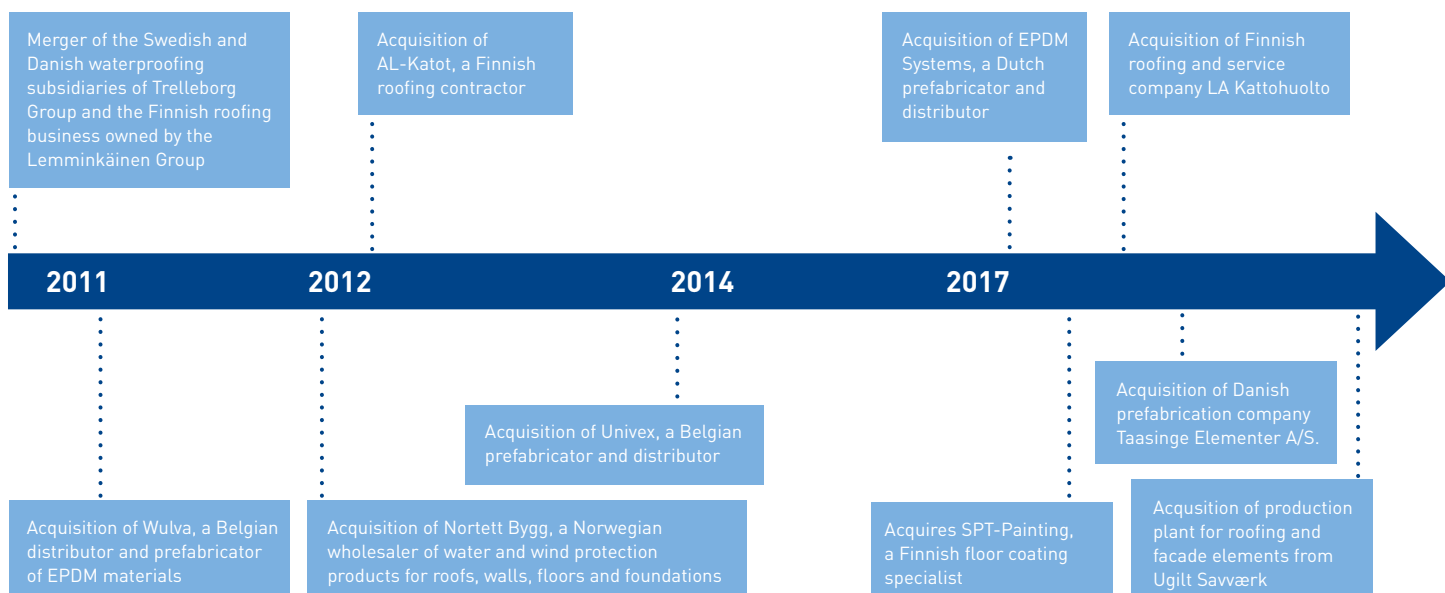 Merger of the Swedish and
Danish waterproofing
subsidiaries of Trelleborg
Group and the Finnish roofing
business owned by the
Lemminkäinen Group
Acquisition of
AL-Katot, a Finnish
roofing contractor
Acquisition of EPDM
Systems, a Dutch
prefabricator and
distributor
Acquisition of Finnish
roofing and service
company LA Kattohuolto
2011
2012
2014
2017
Acquisition of Wulva, a Belgian
distributor and prefabricator
of EPDM materials
Acquisition of Nortett Bygg, a Norwegian
wholesaler of water and wind protection
products for roofs, walls, floors and foundations
Acquisition of Univex, a Belgian
prefabricator and distributor
Acquires SPT-Painting,
a Finnish floor coating
specialist
Acquisition of Danish
prefabrication company
Taasinge Elementer A/S.
Acqusition of production
plant for roofing and
facade elements from
Ugilt Savværk